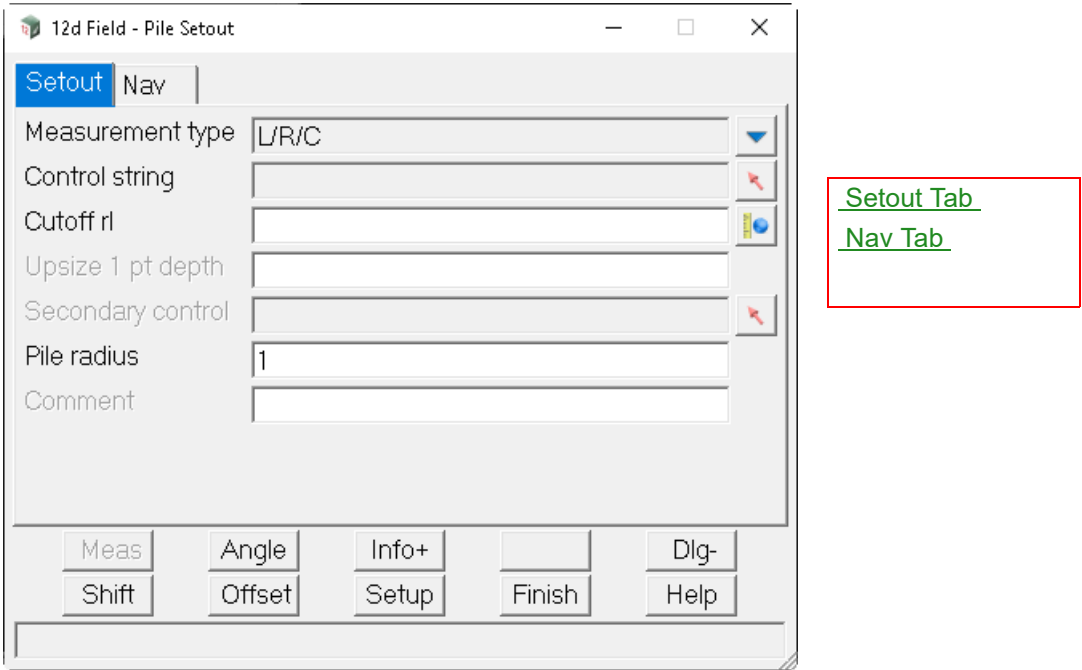 12d Field - Pile Setout
Setout Nav
Measurement type L/R/C
Control string
Cutoff rl
Upsize 1 pt depth
Secondary control
Pile radius 1
Comment
Meas Angle Info+ Dlg-
Shift Offset Setup Finish Help
Setout Tab
Nav Tab